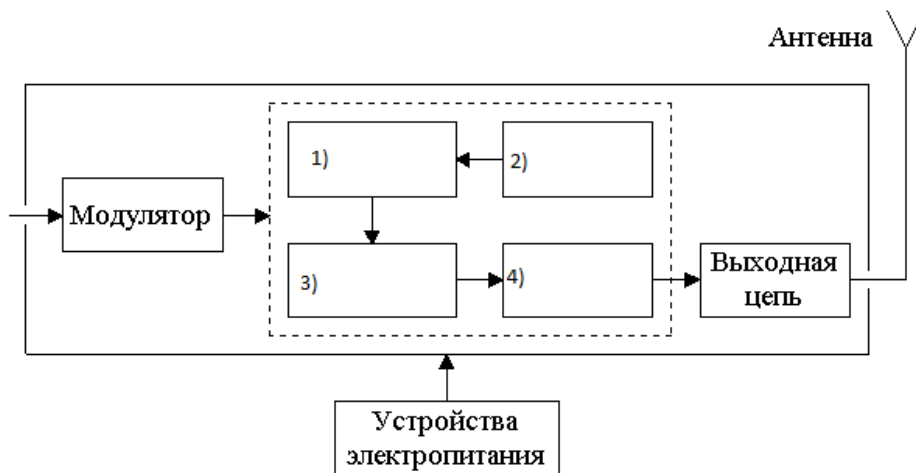 Антенна
1)
2)
Модулятор
3)
4)
Выходная
цепь
Устройства
электропитания